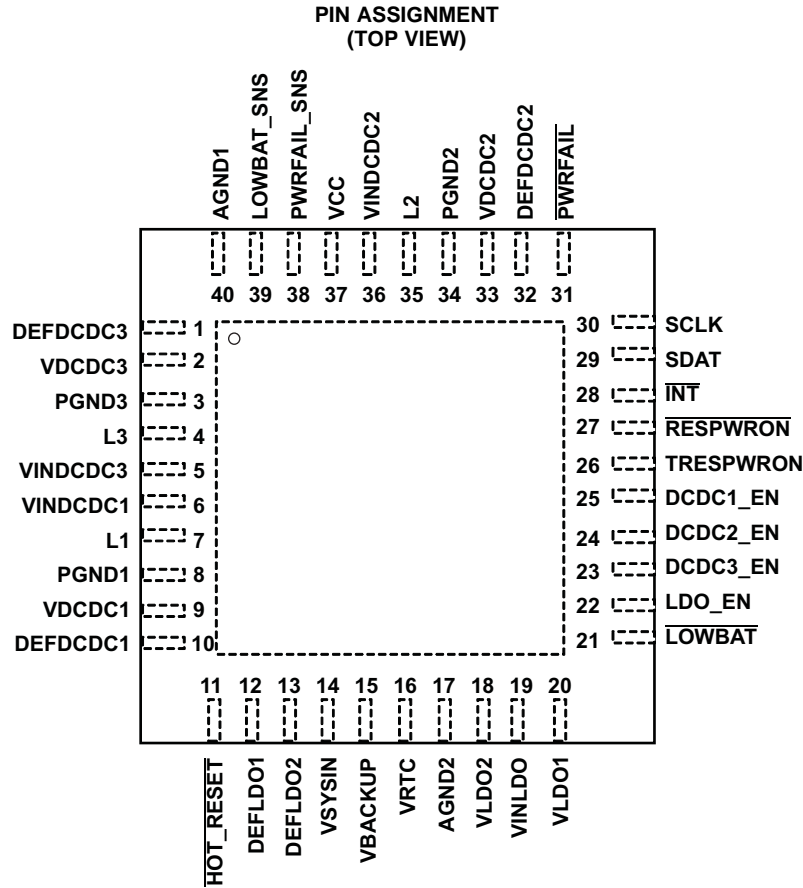 PIN ASSIGNMENT
(TOP VIEW)
AGND1
LOWBAT_SNS
PWRFAIL_SNS
VCC
VINDCDC2
L2
PGND2
VDCDC2
DEFDCDC2
PWRFAIL
40 39 38 37 36 35 34 33 32 31
DEFDCDC3 1
VDCDC3 2
PGND3 3
L3 4
VINDCDC3 5
VINDCDC1 6
L1 7
PGND1 8
VDCDC1 9
DEFDCDC1 10
30 SCLK
29 SDAT
28 INT
27 RESPWRON
26 TRESPWRON
25 DCDC1_EN
24 DCDC2_EN
23 DCDC3_EN
22 LDO_EN
21 LOWBAT
11 12 13 14 15 16 17 18 19 20
HOT_RESET
DEFLDO1
DEFLDO2
VSYSIN
VBACKUP
VRTC
AGND2
VLDO2
VINLDO
VLDO1